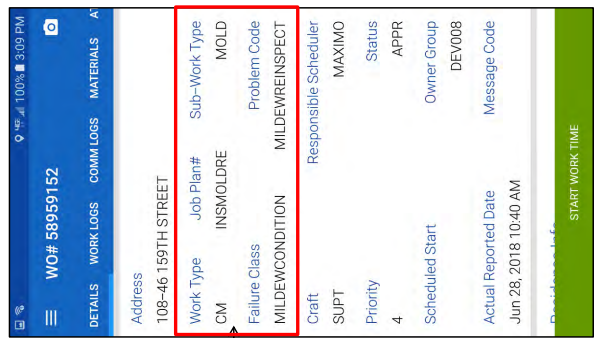 4GE 100% 3:09 PM
WO# 58959152
DETAILS WORK LOGS COMM LOGS MATERIALS
Address
108-46 159TH STREET
Work Type Job Plan# Sub-Work Type
CM INSMOLDRE MOLD
Failure Class Problem Code
MILDEWCONDITION MILDEWREINSPECT
Craft Responsible Scheduler
SUPT MAXIMO
Priority Status
4 APPR
Scheduled Start Owner Group
DEV008
Actual Reported Date Message Code
Jun 28, 2018 10:40 AM
START WORK TIME